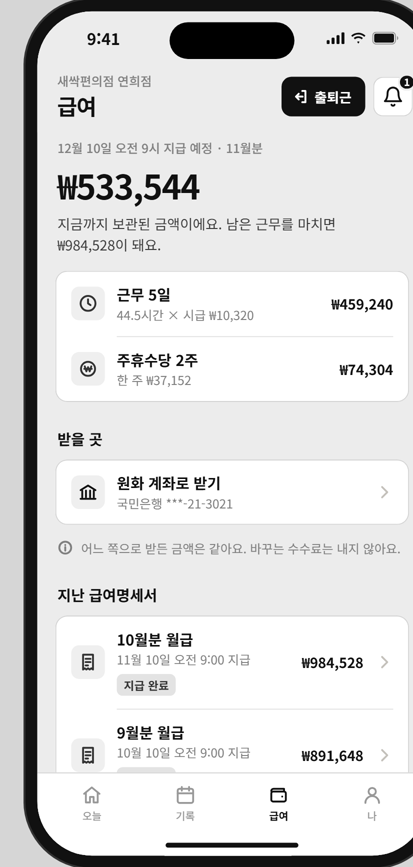 9:41
새싹편의점 연희점
급여
출퇴근
1
12월 10일 오전 9시 지급 예정 · 11월분
₩533,544
지금까지 보관된 금액이에요. 남은 근무를 마치면
₩984,528이 돼요.
근무 5일
44.5시간 × 시급 ₩10,320
₩459,240
주휴수당 2주
한 주 ₩37,152
₩74,304
받을 곳
원화 계좌로 받기
국민은행 ***-21-3021
어느 쪽으로 받든 금액은 같아요. 바꾸는 수수료는 내지 않아요.
지난 급여명세서
10월분 월급
11월 10일 오전 9:00 지급
지급 완료
₩984,528
9월분 월급
10월 10일 오전 9:00 지급
₩891,648
오늘
기록
급여
나